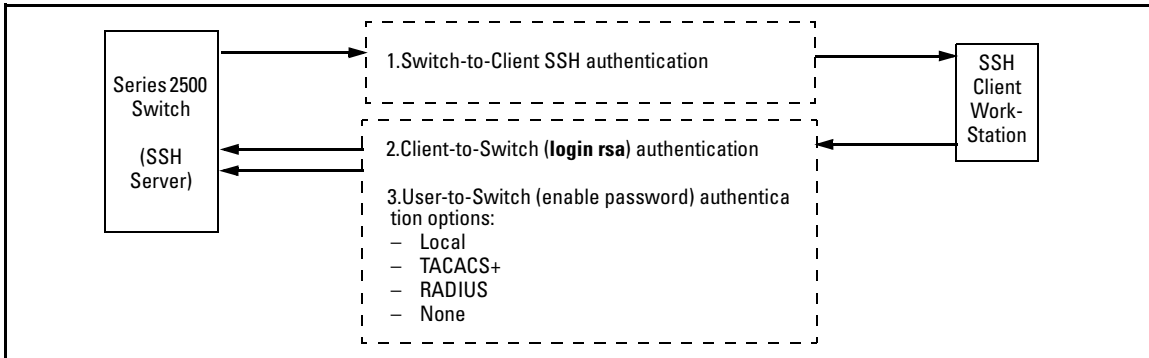 Series 2500
Switch
(SSH
Server)
1.Switch-to-Client SSH authentication
2.Client-to-Switch (login rsa) authentication
3.User-to-Switch (enable password) authentica
tion options:
– Local
– TACACS+
– RADIUS
– None
SSH
Client
Work-
Station